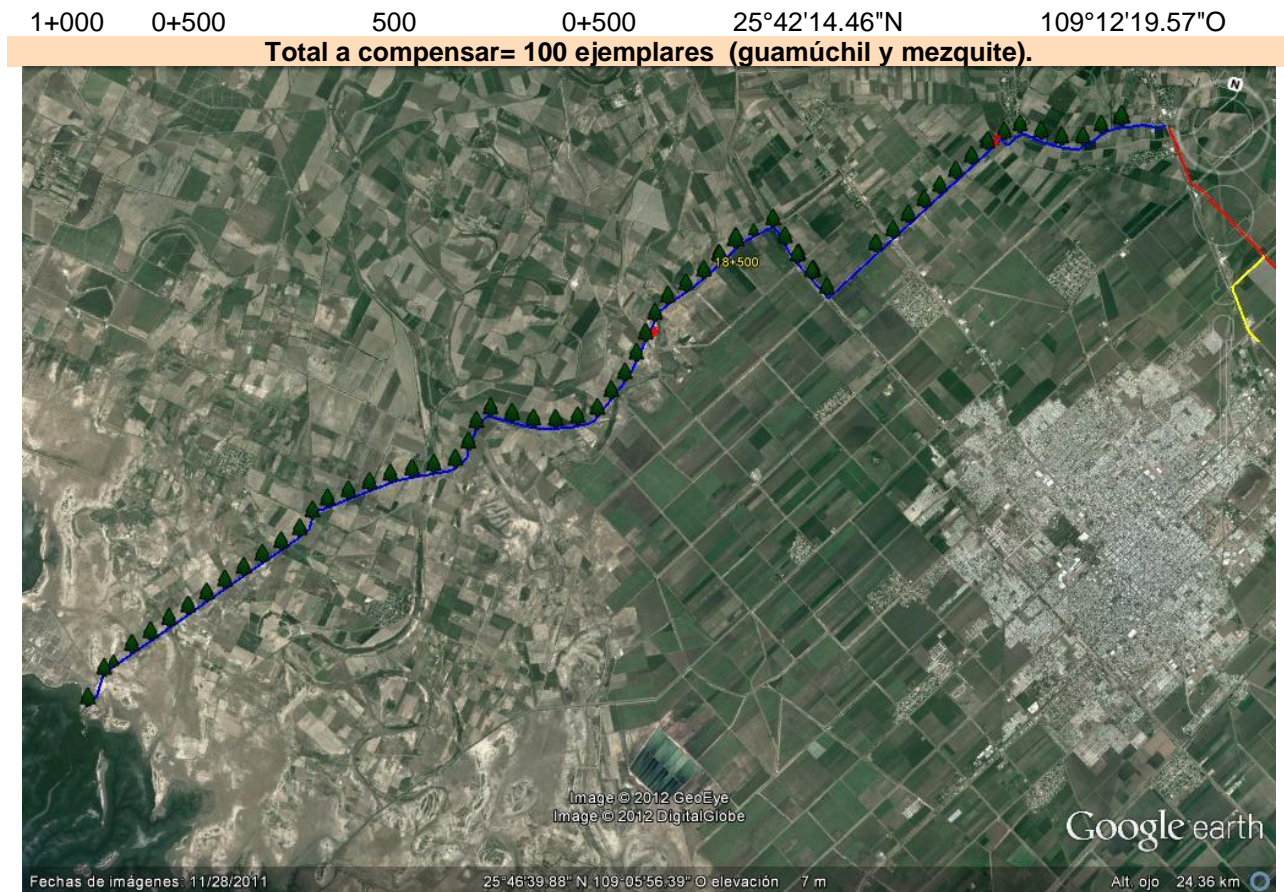 1+000 0+500 500 0+500 25°42'14.46"N 109°12'19.57"O
Total a compensar= 100 ejemplares (guamúchil y mezquite).
N
18+500
Image © 2012 GeoEye
Image © 2012 DigitalGlobe
Google earth
Fechas de imágenes: 11/28/2011 25°46'39.88" N 109°05'56.39" O elevación 7 m Alt. ojo 24.36 km